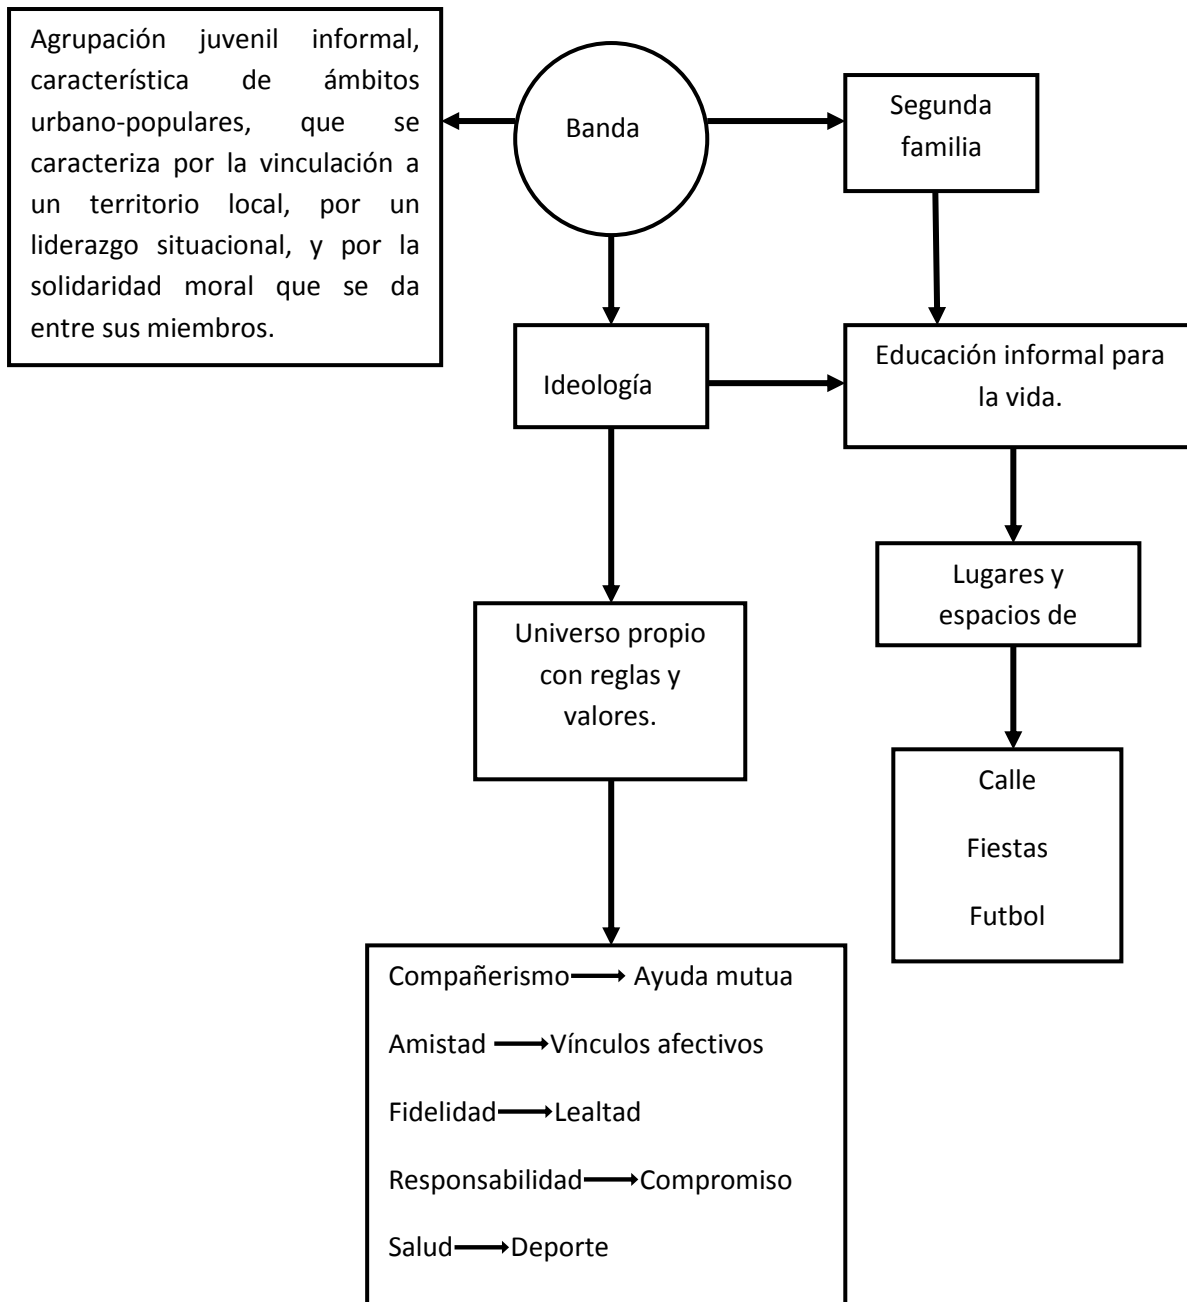 Agrupación juvenil informal,
característica de ámbitos
urbano-populares, que se
caracteriza por la vinculación a
un territorio local, por un
liderazgo situacional, y por la
solidaridad moral que se da
entre sus miembros.
Banda
Segunda
familia
Ideología
Educación informal para
la vida.
Universo propio
con reglas y
valores.
Lugares y
espacios de
Calle
Fiestas
Futbol
Compañerismo Ayuda mutua
Amistad Vínculos afectivos
Fidelidad Lealtad
Responsabilidad Compromiso
Salud Deporte